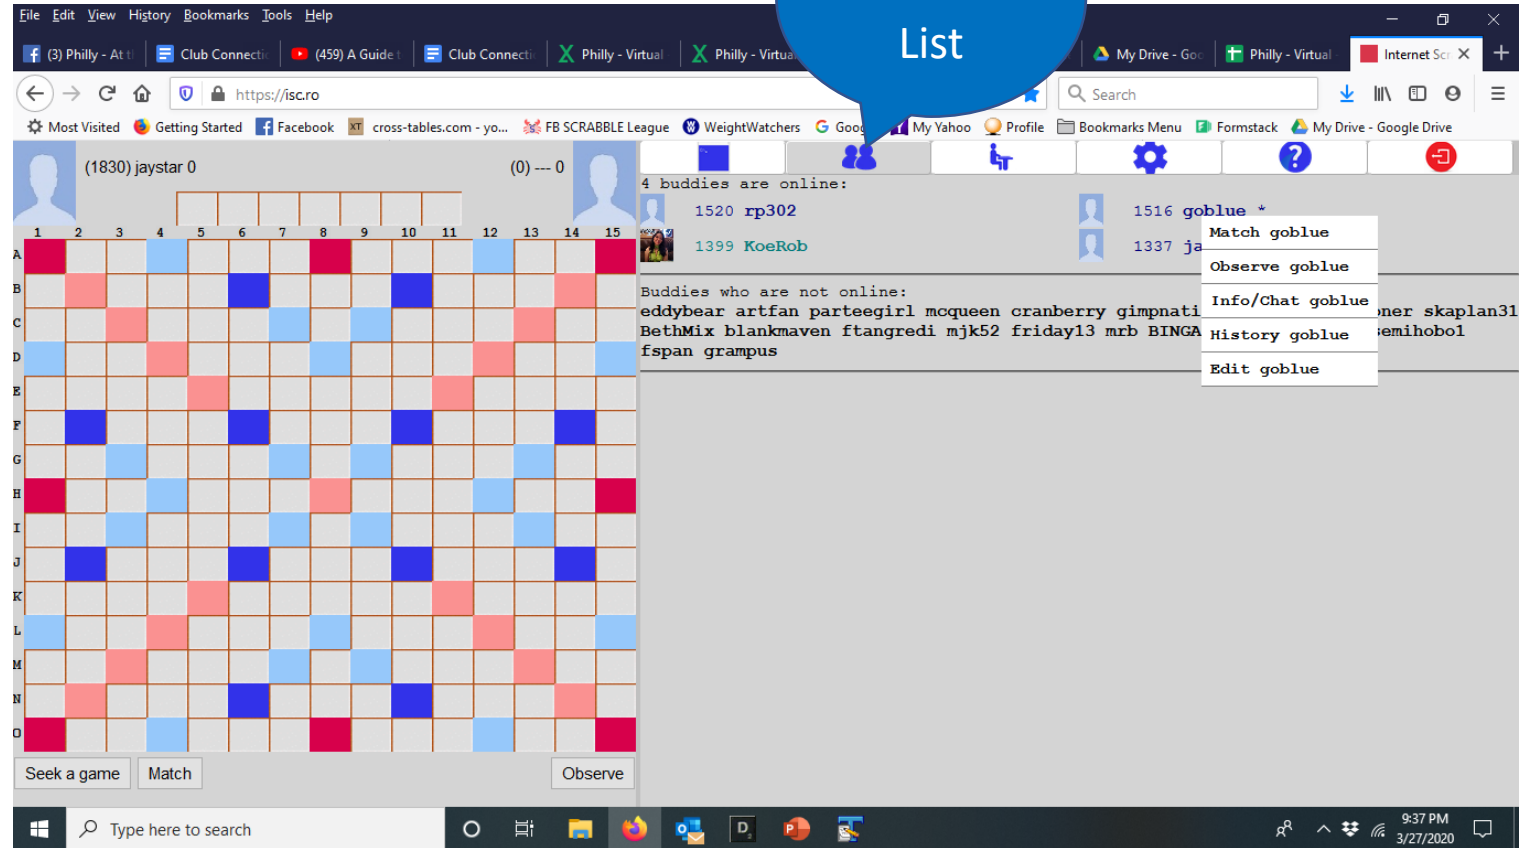 File Edit View History Bookmarks Tools Help
List
(3) Philly - At t
Club Connectic
(459) A Guide t
Club Connectic
Philly - Virtual
Philly - Virtua
My Drive - Goo
Philly - Virtual
Internet Scr
https://isc.ro
Search
Most Visited Getting Started Facebook cross-tables.com - yo... FB SCRABBLE League WeightWatchers Goog My Yahoo Profile Bookmarks Menu Formstack My Drive - Google Drive
(1830) jaystar 0 (0) --- 0
4 buddies are online:
1520 rp302 1516 goblue *
1399 KoeRob 1337 ja
Match goblue
Observe goblue
Info/Chat goblue
History goblue
Edit goblue
Buddies who are not online:
eddybear artfan parteegirl mcqueen cranberry gimpnati ner skaplan31
BethMix blankmaven ftangredi mjk52 friday13 mrb BINGA semihobo1
fspan grampus
1 2 3 4 5 6 7 8 9 10 11 12 13 14 15
A
B
C
D
E
F
G
H
I
J
K
L
M
N
O
Seek a game Match Observe
Type here to search
9:37 PM
3/27/2020